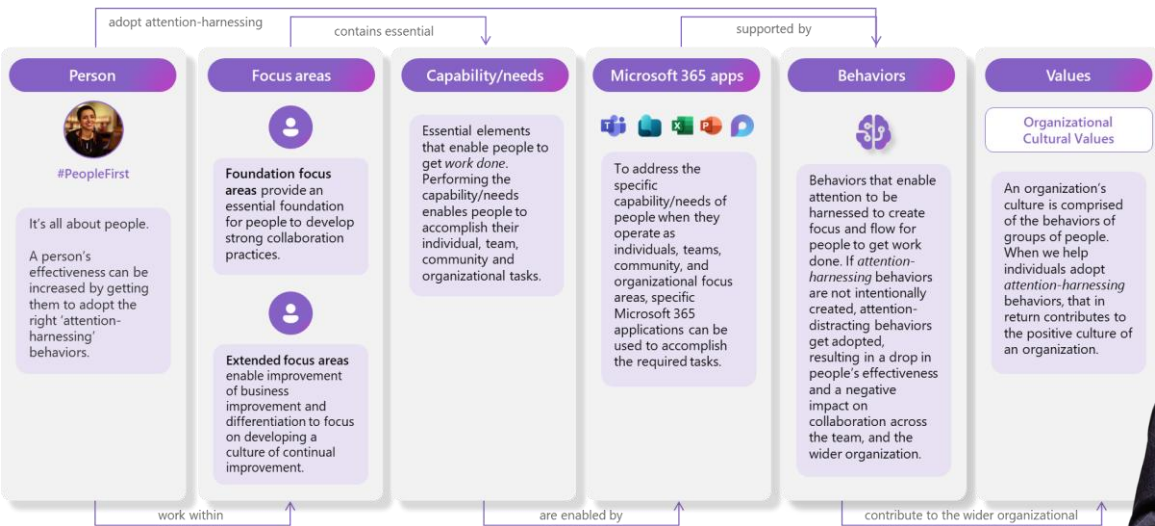 adopt attention-harnessing
contains essential
supported by
Person
#PeopleFirst
It's all about people.
A person's
effectiveness can be
increased by getting
them to adopt the
right 'attention-
harnessing'
behaviors.
Focus areas
Foundation focus
areas provide an
essential foundation
for people to develop
strong collaboration
practices.
Extended focus areas
enable improvement
of business
improvement and
differentiation to focus
on developing a
culture of continual
improvement.
Capability/needs
Essential elements
that enable people to
get work done.
Performing the
capability/needs
enables people to
accomplish their
individual, team,
community and
organizational tasks.
Microsoft 365 apps
To address the
specific
capability/needs of
people when they
operate as
individuals, teams,
community, and
organizational focus
areas, specific
Microsoft 365
applications can be
used to accomplish
the required tasks.
Behaviors
Behaviors that enable
attention to be
harnessed to create
focus and flow for
people to get work
done. If attention-
harnessing behaviors
are not intentionally
created, attention-
distracting behaviors
get adopted,
resulting in a drop in
people's effectiveness
and a negative
impact on
collaboration across
the team, and the
wider organization.
Values
Organizational
Cultural Values
An organization's
culture is comprised
of the behaviors of
groups of people.
When we help
individuals adopt
attention-harnessing
behaviors, that in
return contributes to
the positive culture of
an organization.
work within
are enabled by
contribute to the wider organizational